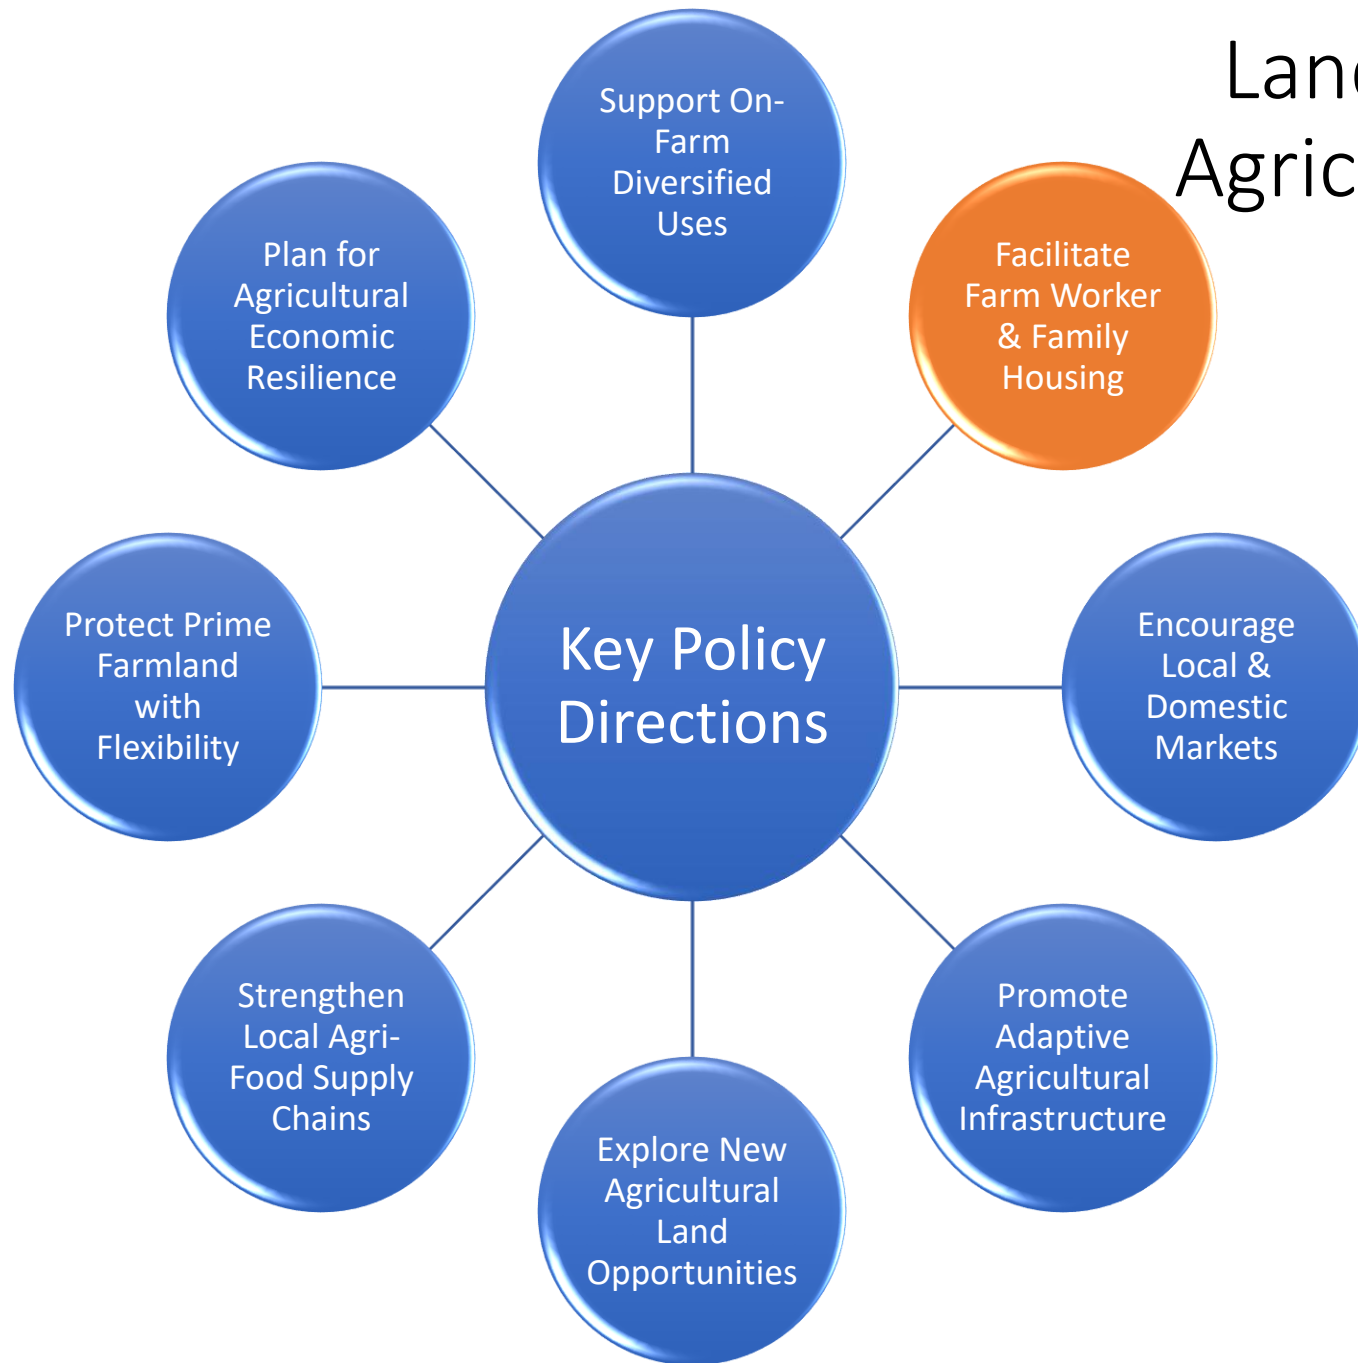 Support On-
Farm
Diversified
Uses
Facilitate
Farm Worker
& Family
Housing
Encourage
Local &
Domestic
Markets
Promote
Adaptive
Agricultural
Infrastructure
Explore New
Agricultural
Land
Opportunities
Strengthen
Local Agri-
Food Supply
Chains
Protect Prime
Farmland
with
Flexibility
Plan for
Agricultural
Economic
Resilience
Key Policy
Directions